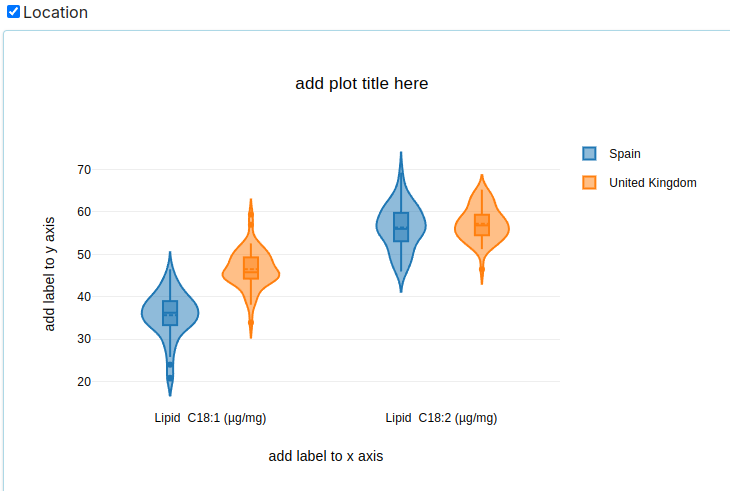 Location
add plot title here
Spain
United Kingdom
add label to y axis
70
60
50
40
30
20
Lipid  C18:1 (µg/mg)
Lipid  C18:2 (µg/mg)
add label to x axis